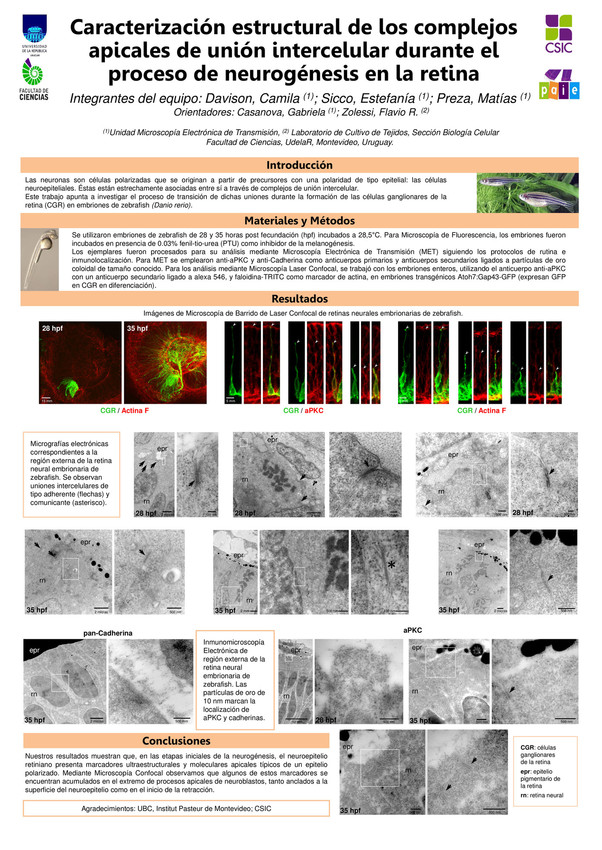 UNIVERSIDAD
DE LA REPÚBLICA
URUGUAY
FACULTAD DE
CIENCIAS
CSIC
paie
Caracterización estructural de los complejos
apicales de unión intercelular durante el
proceso de neurogénesis en la retina
Integrantes del equipo: Davison, Camila (1); Sicco, Estefanía (1); Preza, Matías (1)
Orientadores: Casanova, Gabriela (1); Zolessi, Flavio R. (2)
(1)Unidad Microscopía Electrónica de Transmisión, (2) Laboratorio de Cultivo de Tejidos, Sección Biología Celular
Facultad de Ciencias, UdelaR, Montevideo, Uruguay.
Introducción
Las neuronas son células polarizadas que se originan a partir de precursores con una polaridad de tipo epitelial: las células
neuroepiteliales. Éstas están estrechamente asociadas entre sí a través de complejos de unión intercelular.
Este trabajo apunta a investigar el proceso de transición de dichas uniones durante la formación de las células ganglionares de la
retina (CGR) en embriones de zebrafish (Danio rerio).
Materiales y Métodos
Se utilizaron embriones de zebrafish de 28 y 35 horas post fecundación (hpf) incubados a 28,5°C. Para Microscopía de Fluorescencia, los embriones fueron
incubados en presencia de 0.03% fenil-tio-urea (PTU) como inhibidor de la melanogénesis.
Los ejemplares fueron procesados para su análisis mediante Microscopía Electrónica de Transmisión (MET) siguiendo los protocolos de rutina e
inmunolocalización. Para MET se emplearon anti-aPKC y anti-Cadherina como anticuerpos primarios y anticuerpos secundarios ligados a partículas de oro
coloidal de tamaño conocido. Para los análisis mediante Microscopía Laser Confocal, se trabajó con los embriones enteros, utilizando el anticuerpo anti-aPKC
con un anticuerpo secundario ligado a alexa 546, y faloidina-TRITC como marcador de actina, en embriones transgénicos Atoh7:Gap43-GFP (expresan GFP
en CGR en diferenciación).
Resultados
Imágenes de Microscopía de Barrido de Laser Confocal de retinas neurales embrionarias de zebrafish.
28 hpf
35 hpf
CGR / Actina F
CGR / aPKC
CGR / Actina F
Micrografías electrónicas
correspondientes a la
región externa de la retina
neural embrionaria de
zebrafish. Se observan
uniones intercelulares de
tipo adherente (flechas) y
comunicante (asterisco).
epr
rn
28 hpf
epr
rn
28 hpf
epr
rn
28 hpf
epr
rn
35 hpf
epr
rn
35 hpf
*
epr
rn
35 hpf
pan-Cadherina
aPKC
epr
rn
35 hpf
Inmunomicroscopía
Electrónica de
región externa de la
retina neural
embrionaria de
zebrafish. Las
partículas de oro de
10 nm marcan la
localización de
aPKC y cadherinas.
epr
rn
28 hpf
epr
rn
35 hpf
epr
rn
35 hpf
Conclusiones
Nuestros resultados muestran que, en las etapas iniciales de la neurogénesis, el neuroepitelio
retiniano presenta marcadores ultraestructurales y moleculares apicales típicos de un epitelio
polarizado. Mediante Microscopía Confocal observamos que algunos de estos marcadores se
encuentran acumulados en el extremo de procesos apicales de neuroblastos, tanto anclados a la
superficie del neuroepitelio como en el inicio de la retracción.
Agradecimientos: UBC, Institut Pasteur de Montevideo; CSIC
CGR: células
ganglionares
de la retina
epr: epitelio
pigmentario de
la retina
rn: retina neural